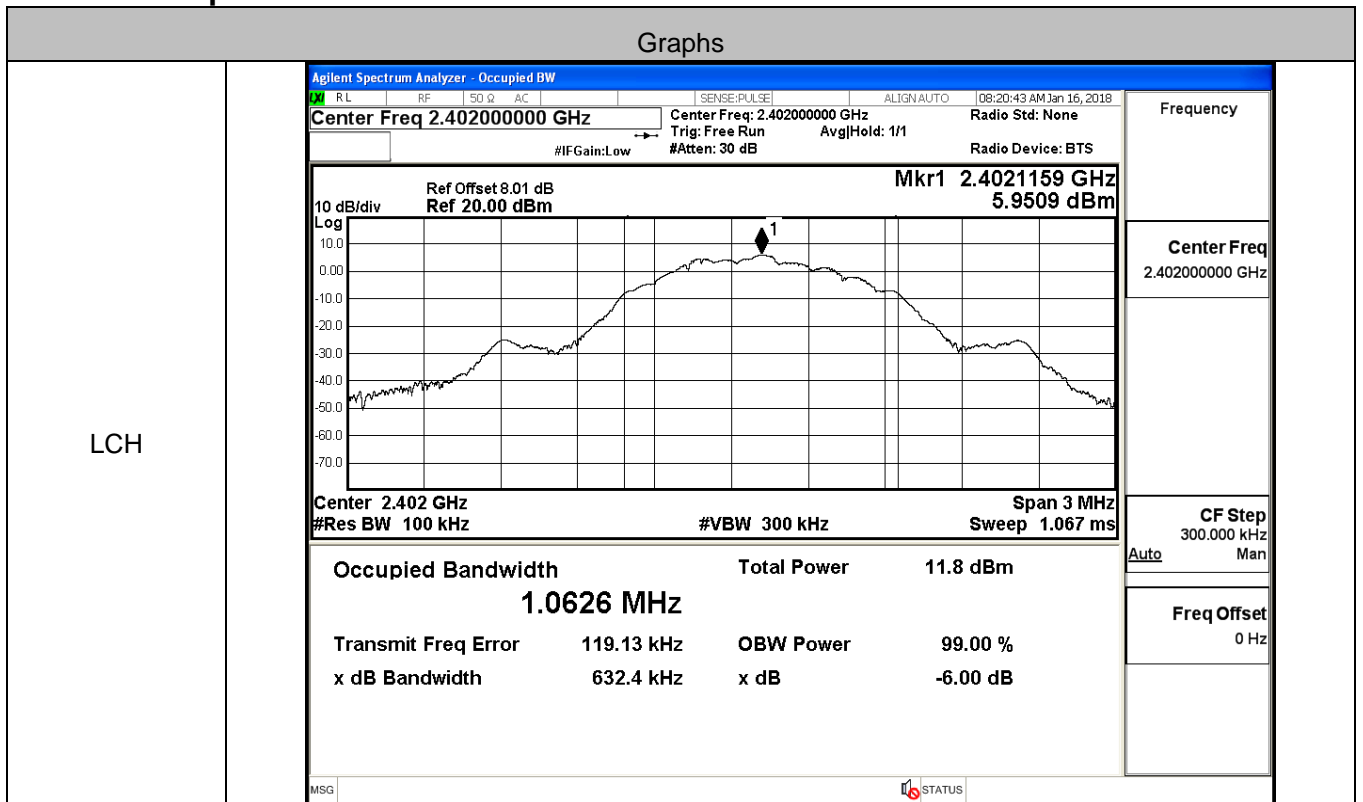 Graphs
LCH
Agilent Spectrum Analyzer - Occupied BW
LXI RL RF 50 Ω AC SENSE:PULSE ALIGN AUTO 08:20:43 AM Jan 16, 2018
Center Freq 2.402000000 GHz
Center Freq: 2.402000000 GHz
Radio Std: None
Trig: Free Run Avg|Hold: 1/1
#IFGain:Low #Atten: 30 dB
Radio Device: BTS
Ref Offset 8.01 dB
10 dB/div Ref 20.00 dBm
Mkr1 2.4021159 GHz
5.9509 dBm
Log
10.0
0.00
-10.0
-20.0
-30.0
-40.0
-50.0
-60.0
-70.0
1
Center 2.402 GHz Span 3 MHz
#Res BW 100 kHz #VBW 300 kHz Sweep 1.067 ms
Occupied Bandwidth Total Power 11.8 dBm
1.0626 MHz
Transmit Freq Error 119.13 kHz OBW Power 99.00 %
x dB Bandwidth 632.4 kHz x dB -6.00 dB
MSG STATUS
Frequency
Center Freq
2.402000000 GHz
CF Step
300.000 kHz
Auto Man
Freq Offset
0 Hz